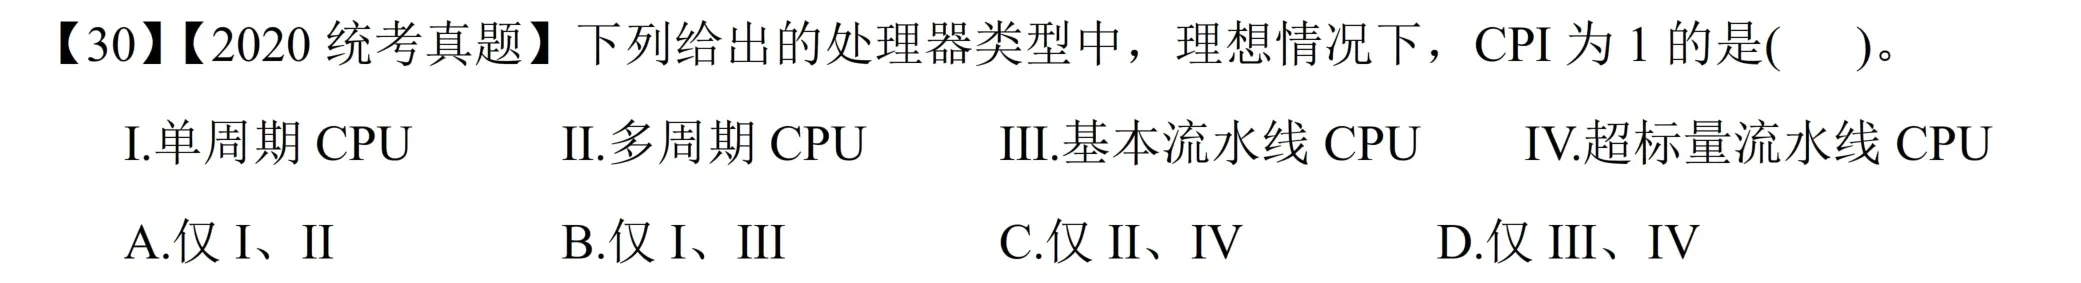 【30】【2020 统考真题】下列给出的处理器类型中，理想情况下，CPI 为 1 的是(    )。
I.单周期 CPU    II.多周期 CPU    III.基本流水线 CPU    IV.超标量流水线 CPU
A.仅 I、II    B.仅 I、III    C.仅 II、IV    D.仅 III、IV